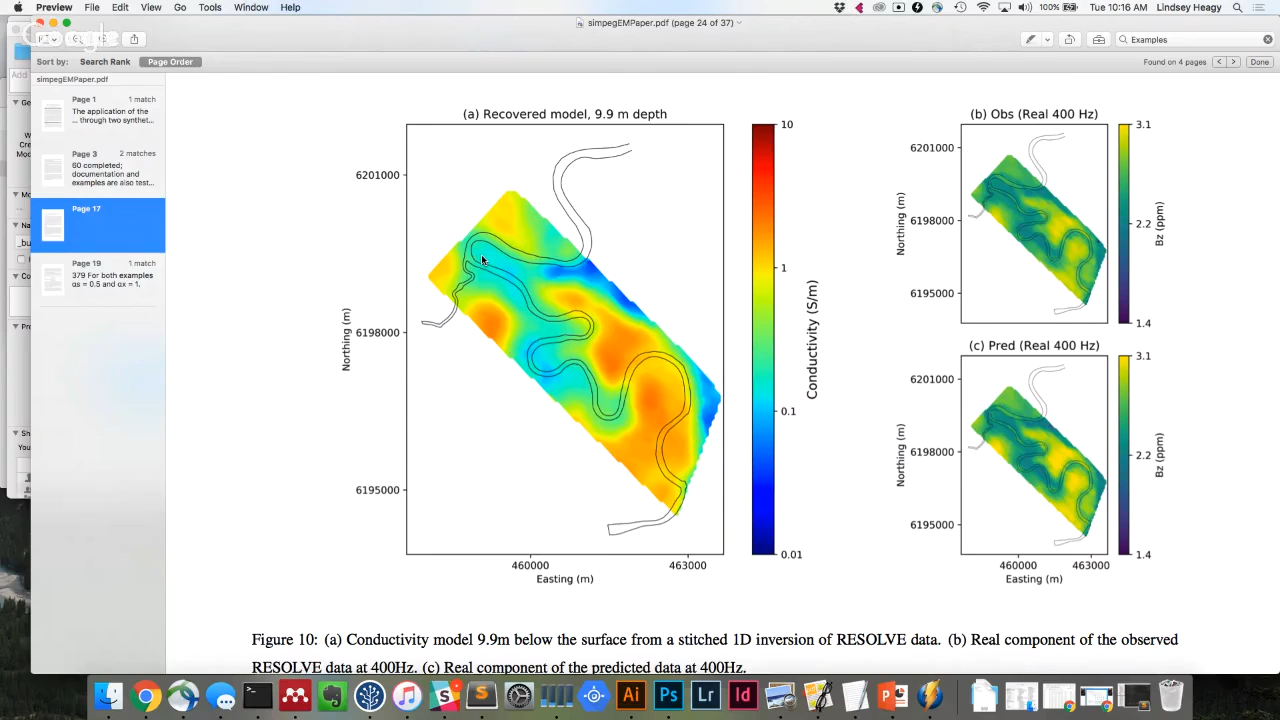 Preview File Edit View Go Tools Window Help
100% Tue 10:16 AM Lindsey Heagy
simpegEMPaper.pdf (page 24 of 37)
Google
Examples
Sort by: Search Rank Page Order
Found on 4 pages Done
simpegEMPaper.pdf
Page 1 1 match
The application of the
... through two synthet...
Page 3 2 matches
60 completed;
documentation and
examples are also test...
Page 17
Page 19 1 match
379 For both examples
αs = 0.5 and αx = 1.
(a) Recovered model, 9.9 m depth
6201000
6198000
6195000
Northing (m)
460000 463000
Easting (m)
10
1
0.1
0.01
Conductivity (S/m)
(b) Obs (Real 400 Hz)
6201000
6198000
6195000
Northing (m)
3.1
2.2
1.4
Bz (ppm)
(c) Pred (Real 400 Hz)
6201000
6198000
6195000
Northing (m)
460000 463000
Easting (m)
3.1
2.2
1.4
Bz (ppm)
Figure 10: (a) Conductivity model 9.9m below the surface from a stitched 1D inversion of RESOLVE data. (b) Real component of the observed
RESOLVE data at 400Hz. (c) Real component of the predicted data at 400Hz.
Ai Ps Lr Id